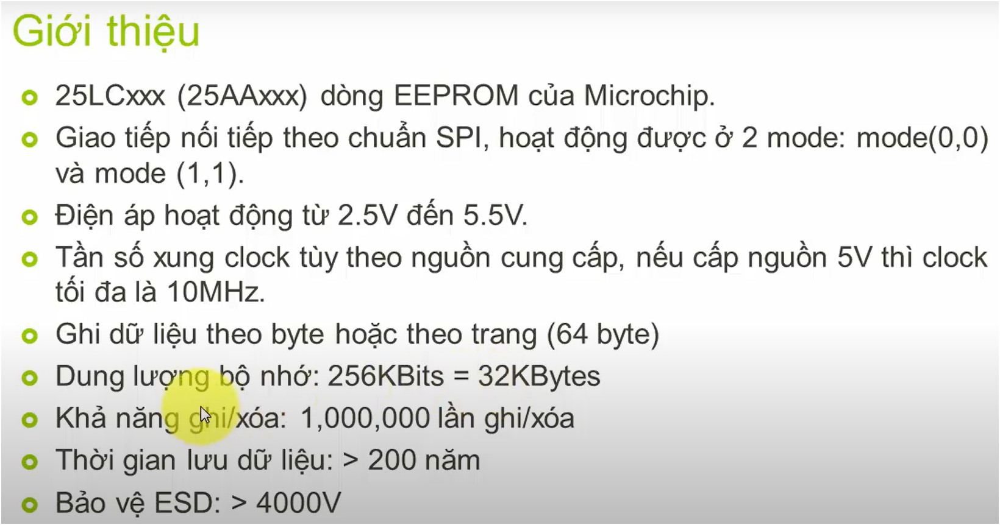 Giới thiệu
25LCxxx (25AAxxx) dòng EEPROM của Microchip.
Giao tiếp nối tiếp theo chuẩn SPI, hoạt động được ở 2 mode: mode(0,0)
và mode (1,1).
Điện áp hoạt động từ 2.5V đến 5.5V.
Tần số xung clock tùy theo nguồn cung cấp, nếu cấp nguồn 5V thì clock
tối đa là 10MHz.
Ghi dữ liệu theo byte hoặc theo trang (64 byte)
Dung lượng bộ nhớ: 256KBits = 32KBytes
Khả năng ghi/xóa: 1,000,000 lần ghi/xóa
Thời gian lưu dữ liệu: > 200 năm
Bảo vệ ESD: > 4000V